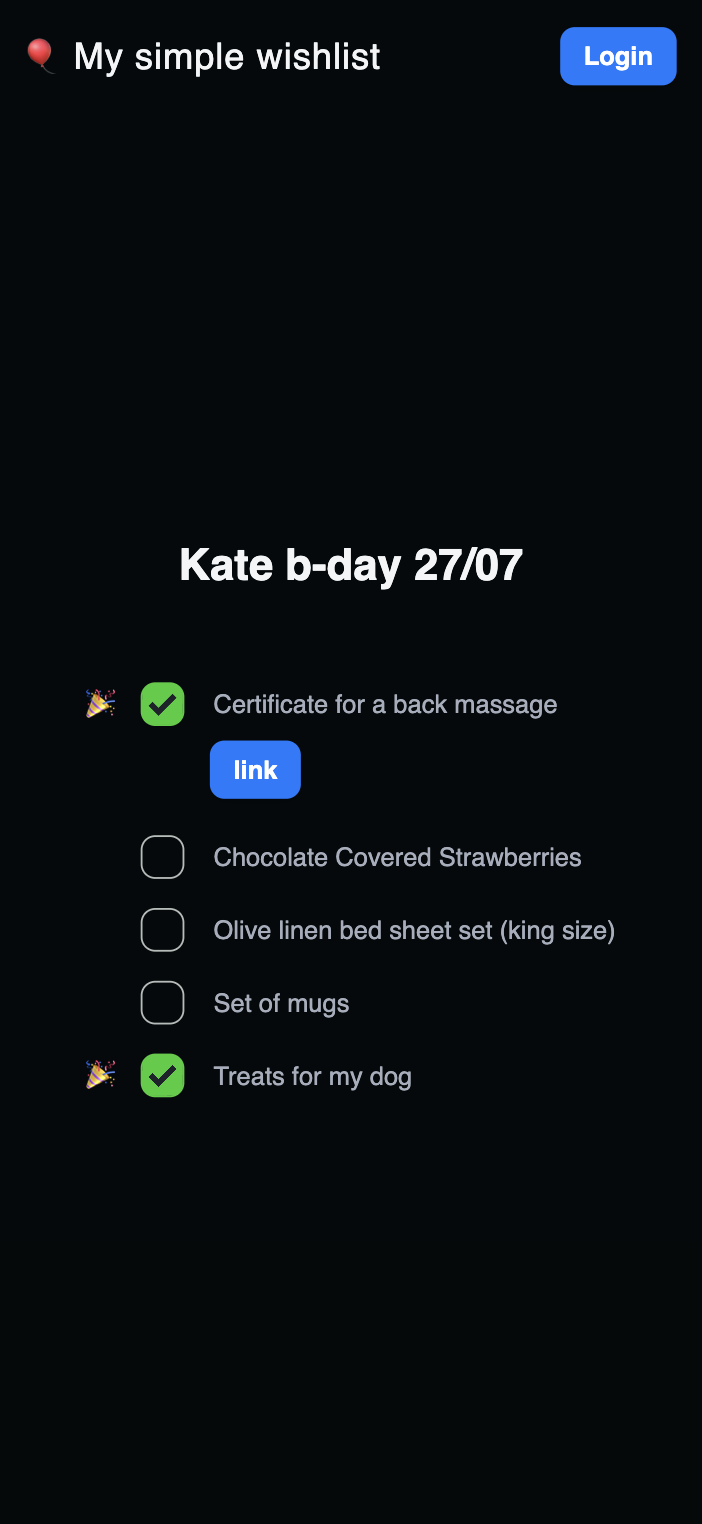 My simple wishlist
Login
Kate b-day 27/07
Certificate for a back massage
link
Chocolate Covered Strawberries
Olive linen bed sheet set (king size)
Set of mugs
Treats for my dog